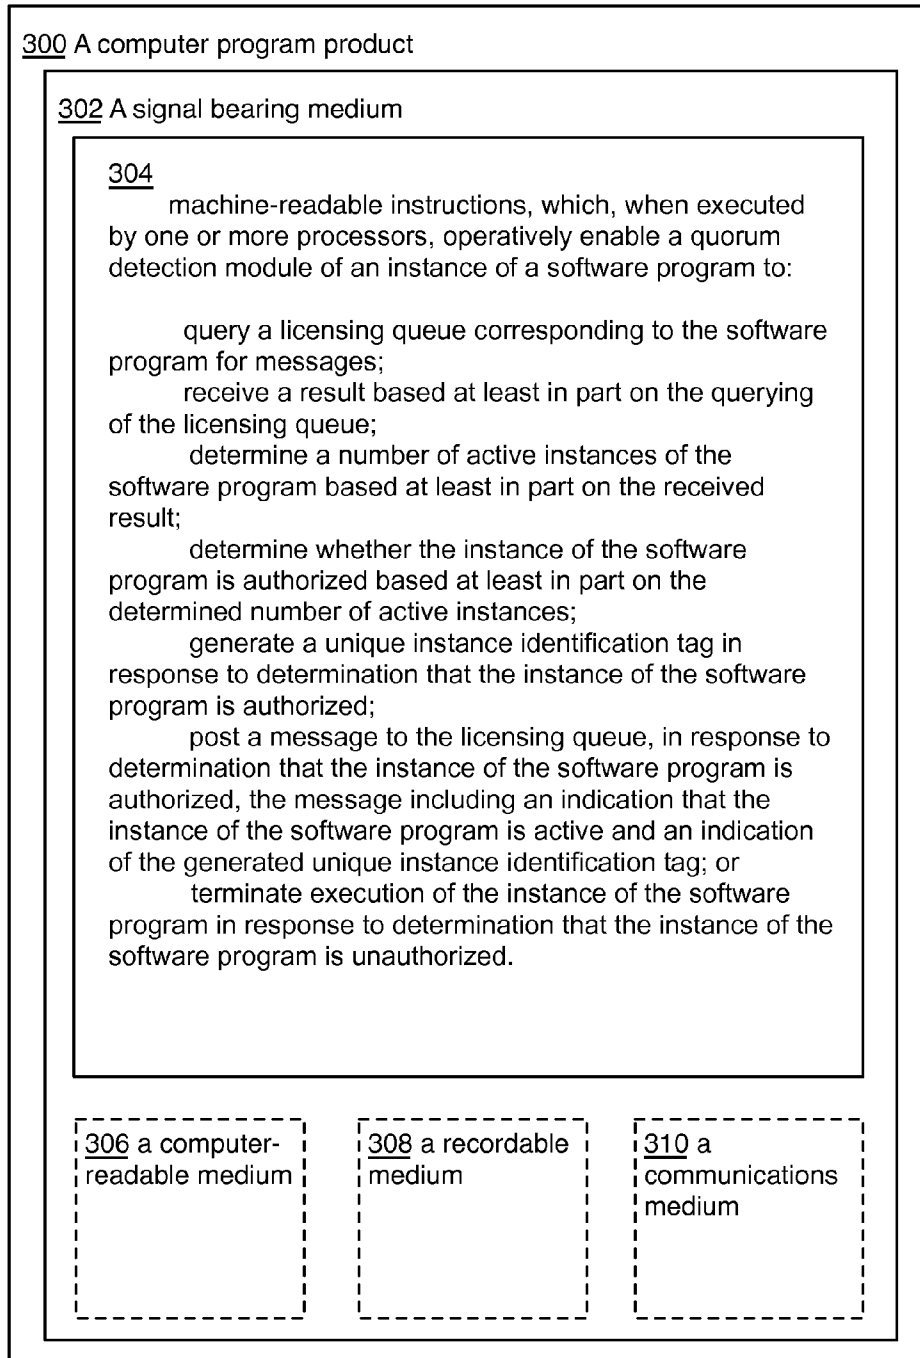 300 A computer program product
302 A signal bearing medium
304
machine-readable instructions, which, when executed
by one or more processors, operatively enable a quorum
detection module of an instance of a software program to:
query a licensing queue corresponding to the software
program for messages;
receive a result based at least in part on the querying
of the licensing queue;
determine a number of active instances of the
software program based at least in part on the received
result;
determine whether the instance of the software
program is authorized based at least in part on the
determined number of active instances;
generate a unique instance identification tag in
response to determination that the instance of the software
program is authorized;
post a message to the licensing queue, in response to
determination that the instance of the software program is
authorized, the message including an indication that the
instance of the software program is active and an indication
of the generated unique instance identification tag; or
terminate execution of the instance of the software
program in response to determination that the instance of the
software program is unauthorized.
306 a computer-
readable medium
308 a recordable
medium
310 a
communications
medium